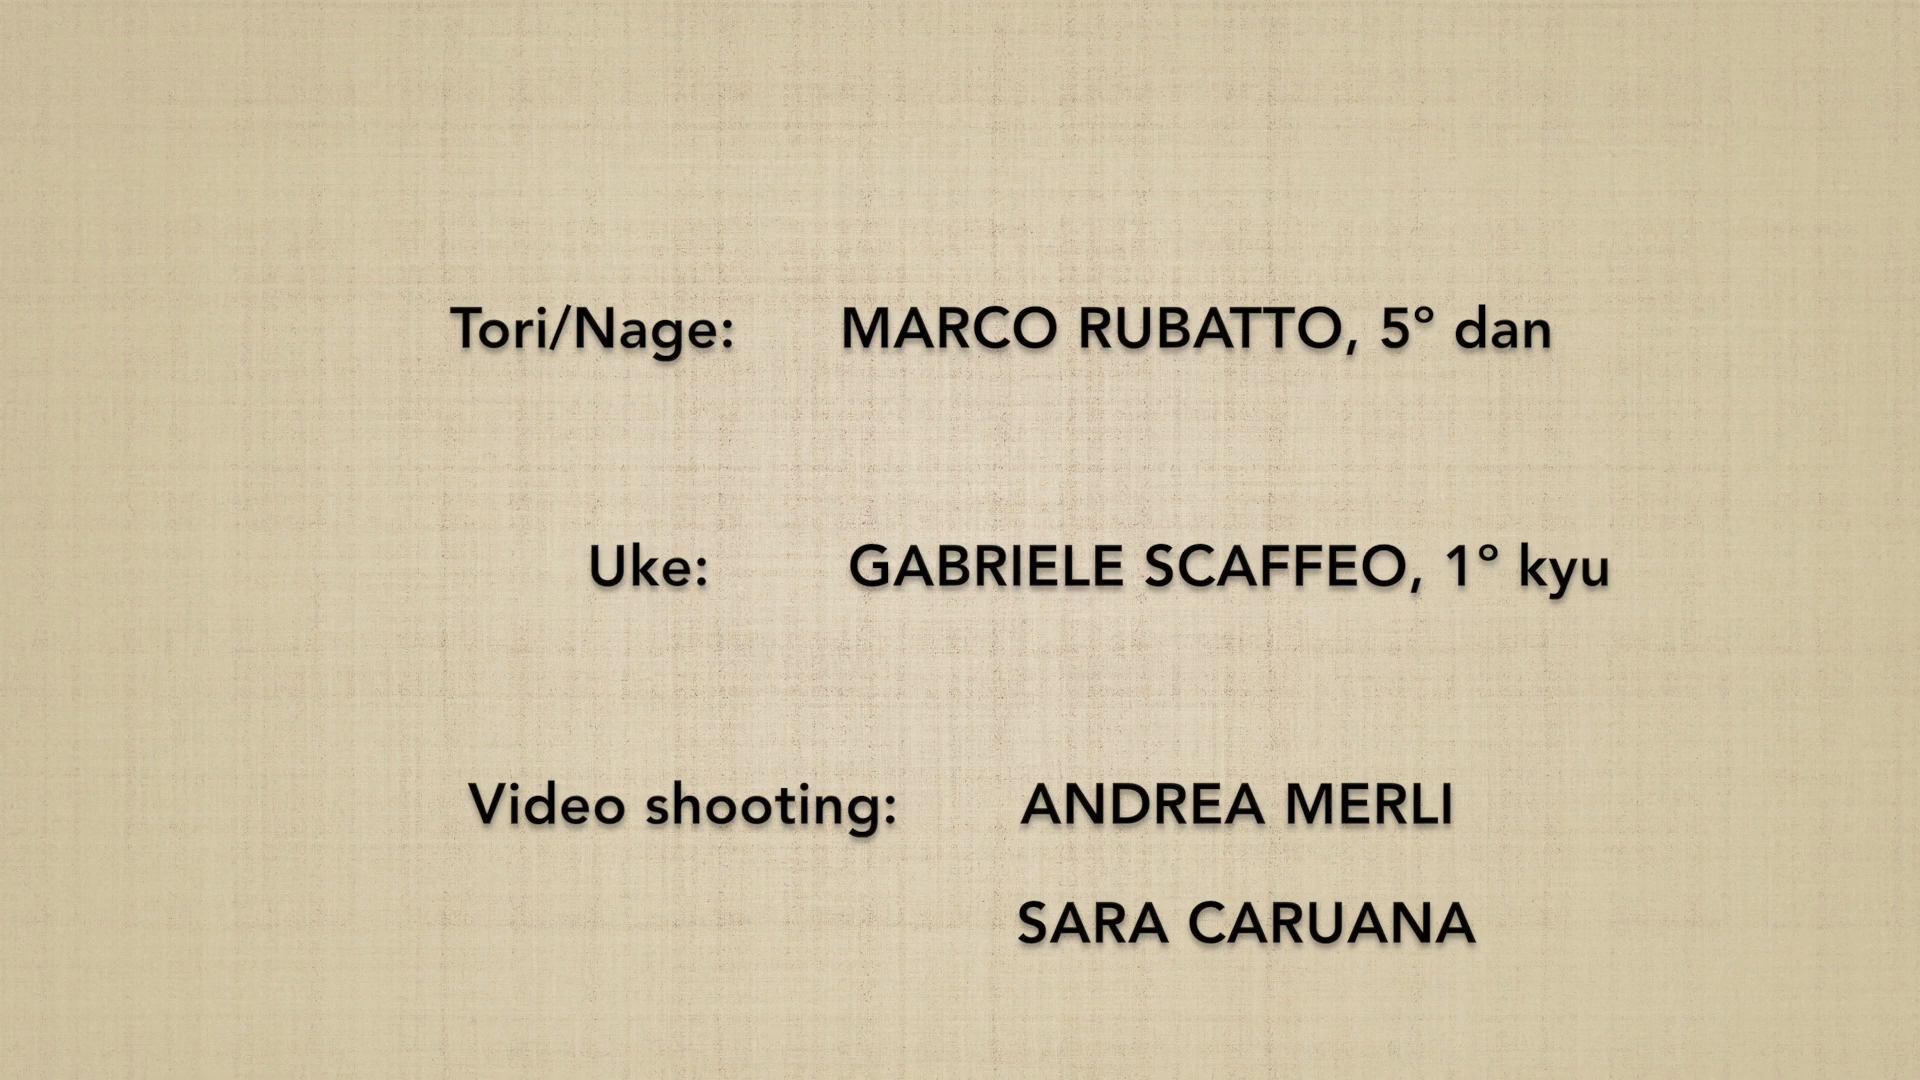 Tori/Nage: MARCO RUBATTO, 5° dan
Uke: GABRIELE SCAFFEO, 1° kyu
Video shooting: ANDREA MERLI
SARA CARUANA